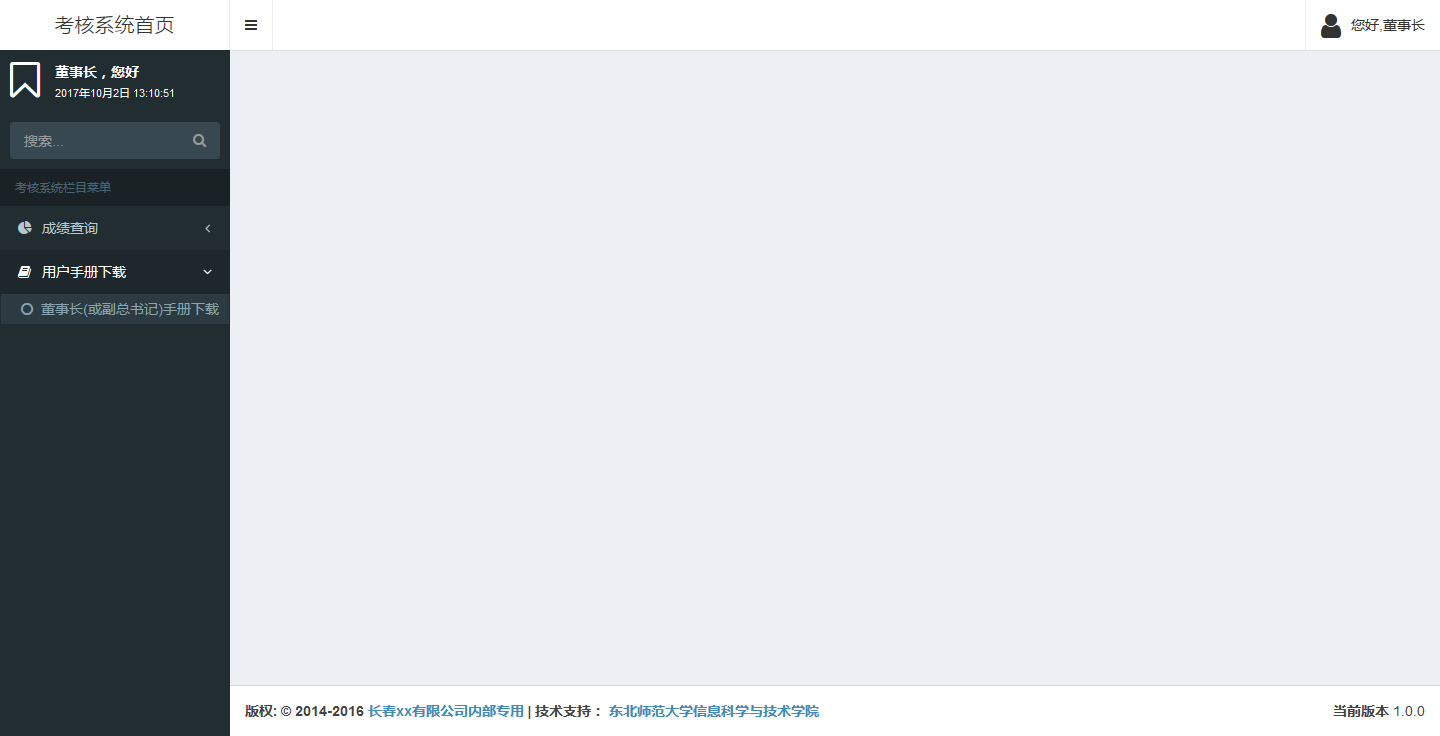 考核系统首页
您好,董事长
董事长，您好
2017年10月2日 13:10:51
搜索...
考核系统栏目菜单
成绩查询
用户手册下载
董事长(或副总书记)手册下载
版权: © 2014-2016 长春xx有限公司内部专用 | 技术支持： 东北师范大学信息科学与技术学院
当前版本 1.0.0